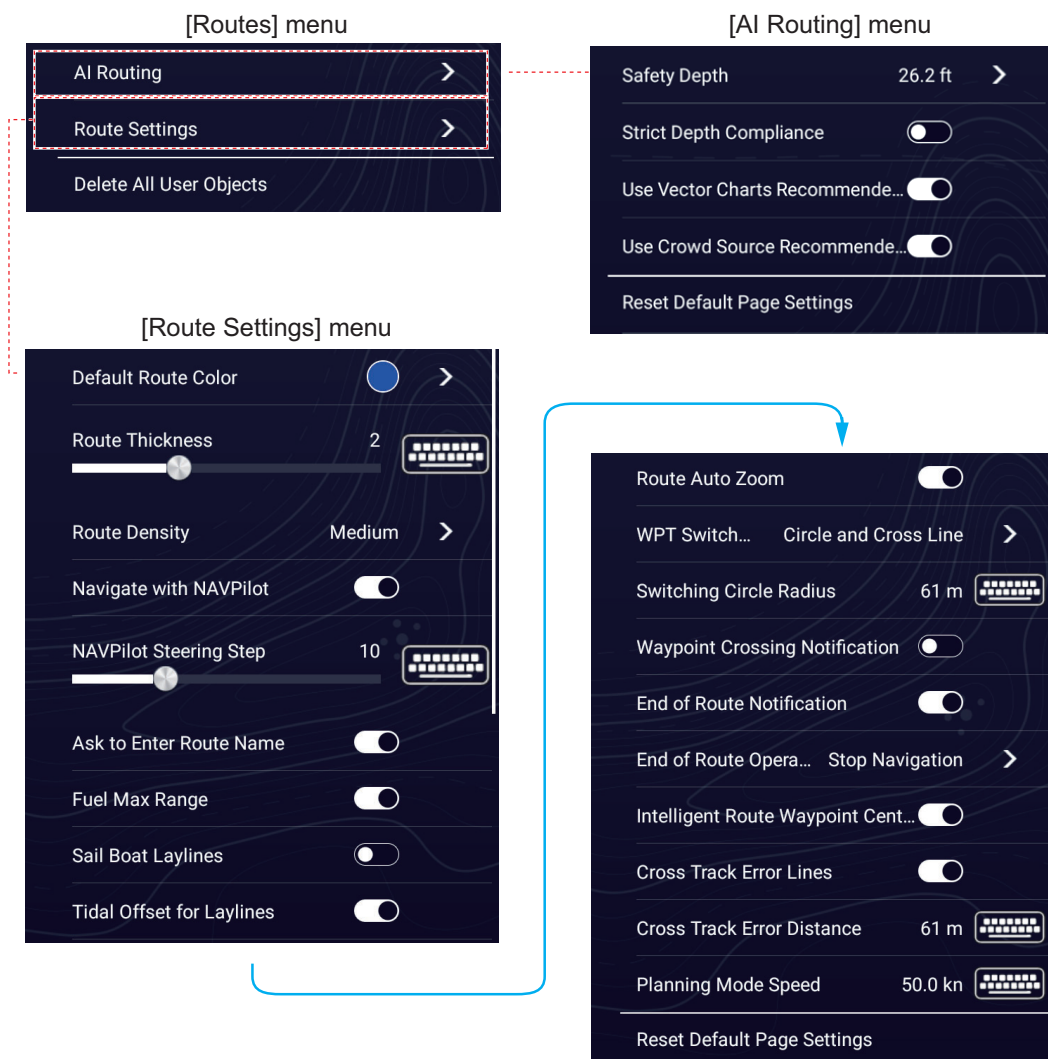 [Routes] menu
AI Routing
Route Settings
Delete All User Objects
[AI Routing] menu
Safety Depth 26.2 ft
Strict Depth Compliance
Use Vector Charts Recommende...
Use Crowd Source Recommende...
Reset Default Page Settings
[Route Settings] menu
Default Route Color
Route Thickness 2
Route Density Medium
Navigate with NAVPilot
NAVPilot Steering Step 10
Ask to Enter Route Name
Fuel Max Range
Sail Boat Laylines
Tidal Offset for Laylines
Route Auto Zoom
WPT Switch... Circle and Cross Line
Switching Circle Radius 61 m
Waypoint Crossing Notification
End of Route Notification
End of Route Opera... Stop Navigation
Intelligent Route Waypoint Cent...
Cross Track Error Lines
Cross Track Error Distance 61 m
Planning Mode Speed 50.0 kn
Reset Default Page Settings